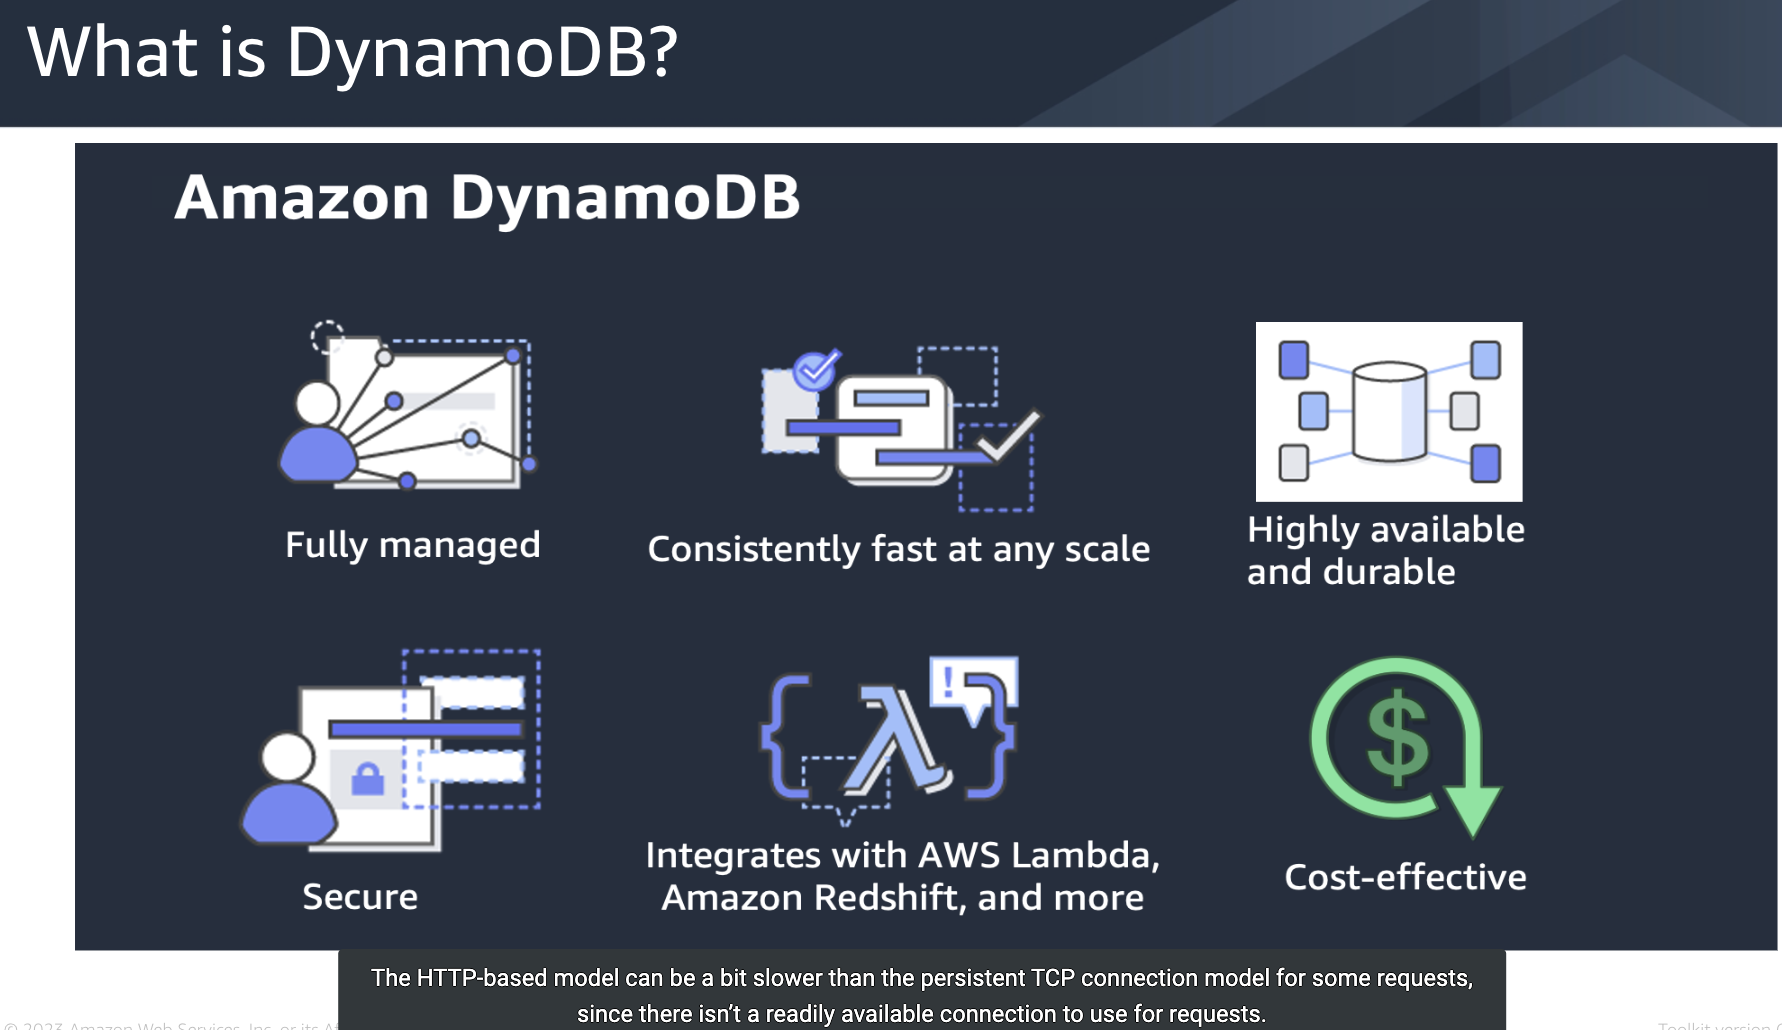 What is DynamoDB?
Amazon DynamoDB
Fully managed
Consistently fast at any scale
Highly available
and durable
Secure
Integrates with AWS Lambda,
Amazon Redshift, and more
Cost-effective
The HTTP-based model can be a bit slower than the persistent TCP connection model for some requests,
since there isn’t a readily available connection to use for requests.
© 2023 Amazon Web Services, Inc. or its
Toolkit version